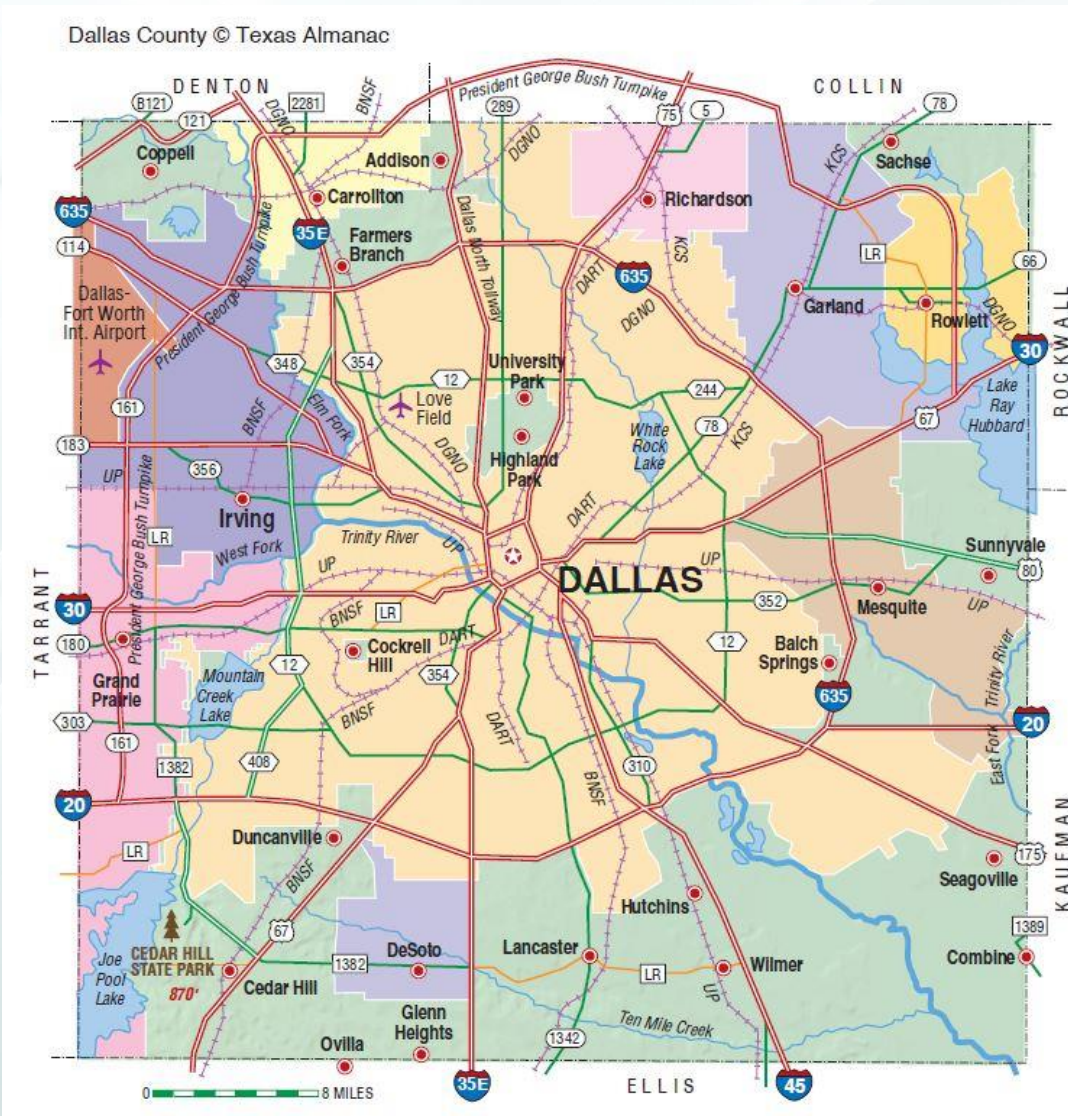 Dallas County © Texas Almanac
DENTON
COLLIN
President George Bush Turnpike
B121
121
DGNO
2281
BNSF
289
DGNO
75
5
78
Coppell
Addison
KCS
Sachse
Carrollton
Richardson
635
35E
114
Farmers
Branch
President George Bush Turnpike
Dallas North Tollway
DART
KCS
635
DGNO
LR
66
Dallas-
Fort Worth
Int. Airport
Garland
Rowlett
DGNO
30
ROCKWALL
348
354
12
University
Park
244
Lake
Ray
Hubbard
161
Love
Field
BNSF
Elm Fork
78
67
183
DGNO
White
Rock
Lake
KCS
UP
356
Highland
Park
President George Bush Turnpike
Irving
DART
LR
West Fork
Trinity River
UP
Sunnyvale
80
UP
UP
DALLAS
TARRANT
30
BNSF
LR
352
Mesquite
UP
180
Cockrell
Hill
DART
12
Balch
Springs
Grand
Prairie
12
Mountain
Creek
Lake
354
635
East Fork Trinity River
303
BNSF
DART
20
161
1382
408
310
BNSF
20
Duncanville
LR
BNSF
175
Seagoville
KAUFMAN
Hutchins
67
1389
CEDAR HILL
STATE PARK
870'
Joe
Pool
Lake
1382
DeSoto
Lancaster
LR
Wilmer
Combine
Cedar Hill
UP
Glenn
Heights
Ten Mile Creek
Ovilla
1342
0 8 MILES
35E
ELLIS
45